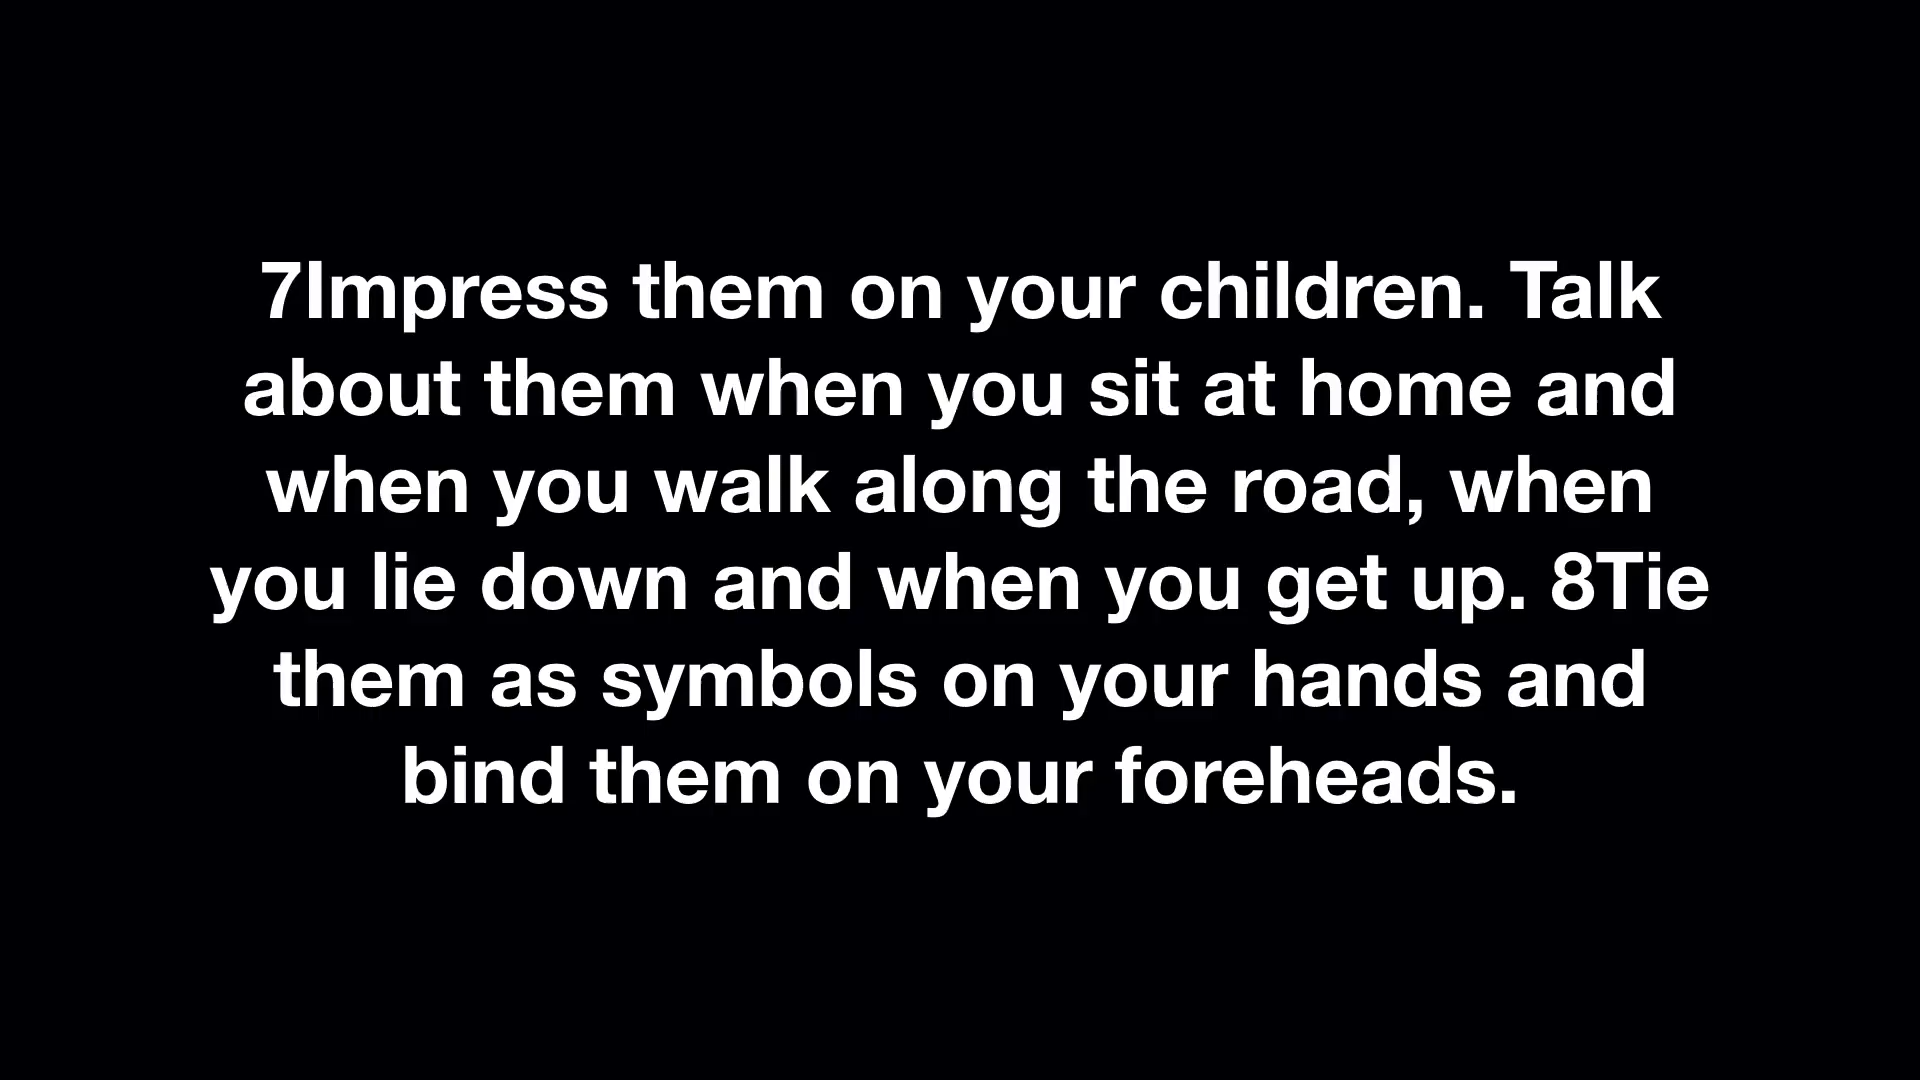 7Impress them on your children. Talk
about them when you sit at home and
when you walk along the road, when
you lie down and when you get up. 8Tie
them as symbols on your hands and
bind them on your foreheads.